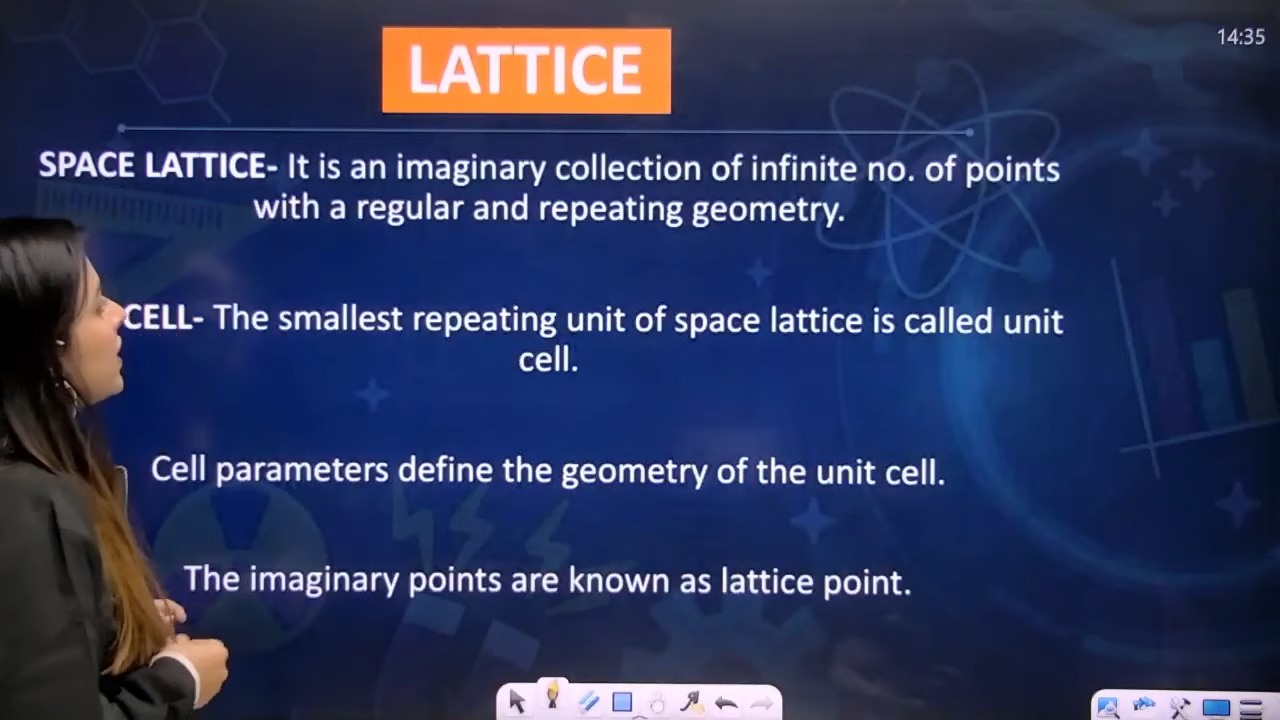 LATTICE
14:35
SPACE LATTICE- It is an imaginary collection of infinite no. of points
with a regular and repeating geometry.
CELL- The smallest repeating unit of space lattice is called unit
cell.
Cell parameters define the geometry of the unit cell.
The imaginary points are known as lattice point.